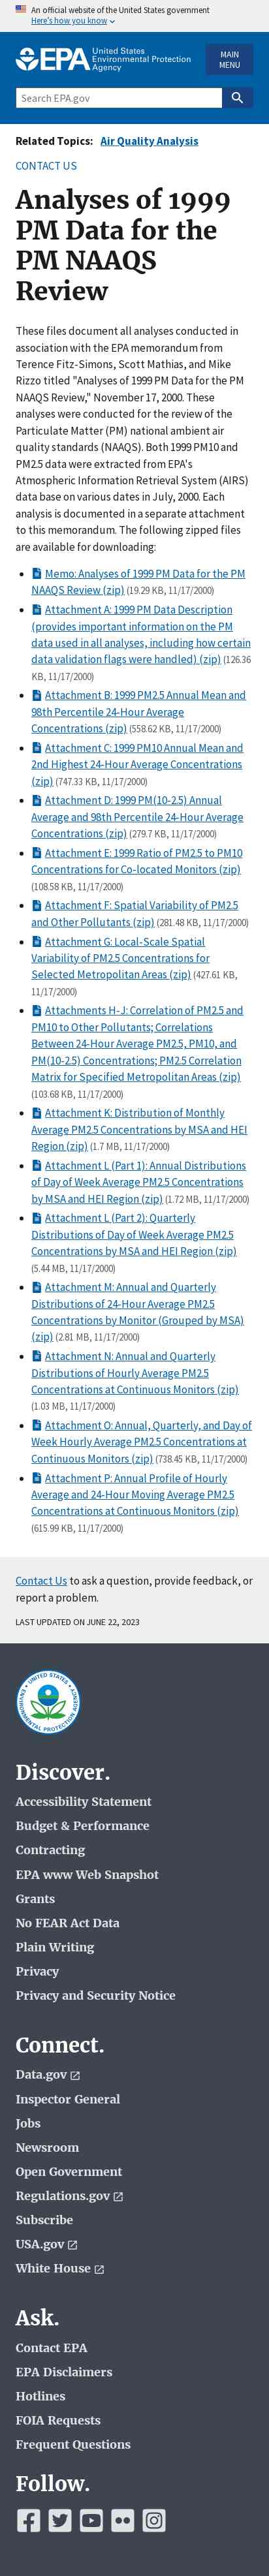 An official website of the United States government
Here's how you know
EPA United States Environmental Protection Agency
MAIN MENU
Search EPA.gov
Related Topics: Air Quality Analysis
CONTACT US
Analyses of 1999
PM Data for the
PM NAAQS
Review
These files document all analyses conducted in
association with the EPA memorandum from
Terence Fitz-Simons, Scott Mathias, and Mike
Rizzo titled "Analyses of 1999 PM Data for the PM
NAAQS Review," November 17, 2000. These
analyses were conducted for the review of the
Particulate Matter (PM) national ambient air
quality standards (NAAQS). Both 1999 PM10 and
PM2.5 data were extracted from EPA's
Atmospheric Information Retrieval System (AIRS)
database on various dates in July, 2000. Each
analysis is documented in a separate attachment
to this memorandum. The following zipped files
are available for downloading:
Memo: Analyses of 1999 PM Data for the PM
NAAQS Review (zip) (19.29 KB, 11/17/2000)
Attachment A: 1999 PM Data Description
(provides important information on the PM
data used in all analyses, including how certain
data validation flags were handled) (zip) (126.36
KB, 11/17/2000)
Attachment B: 1999 PM2.5 Annual Mean and
98th Percentile 24-Hour Average
Concentrations (zip) (558.62 KB, 11/17/2000)
Attachment C: 1999 PM10 Annual Mean and
2nd Highest 24-Hour Average Concentrations
(zip) (747.33 KB, 11/17/2000)
Attachment D: 1999 PM(10-2.5) Annual
Average and 98th Percentile 24-Hour Average
Concentrations (zip) (279.7 KB, 11/17/2000)
Attachment E: 1999 Ratio of PM2.5 to PM10
Concentrations for Co-located Monitors (zip)
(108.58 KB, 11/17/2000)
Attachment F: Spatial Variability of PM2.5
and Other Pollutants (zip) (281.48 KB, 11/17/2000)
Attachment G: Local-Scale Spatial
Variability of PM2.5 Concentrations for
Selected Metropolitan Areas (zip) (427.61 KB,
11/17/2000)
Attachments H-J: Correlation of PM2.5 and
PM10 to Other Pollutants; Correlations
Between 24-Hour Average PM2.5, PM10, and
PM(10-2.5) Concentrations; PM2.5 Correlation
Matrix for Specified Metropolitan Areas (zip)
(103.68 KB, 11/17/2000)
Attachment K: Distribution of Monthly
Average PM2.5 Concentrations by MSA and HEI
Region (zip) (1.7 MB, 11/17/2000)
Attachment L (Part 1): Annual Distributions
of Day of Week Average PM2.5 Concentrations
by MSA and HEI Region (zip) (1.72 MB, 11/17/2000)
Attachment L (Part 2): Quarterly
Distributions of Day of Week Average PM2.5
Concentrations by MSA and HEI Region (zip)
(5.44 MB, 11/17/2000)
Attachment M: Annual and Quarterly
Distributions of 24-Hour Average PM2.5
Concentrations by Monitor (Grouped by MSA)
(zip) (2.81 MB, 11/17/2000)
Attachment N: Annual and Quarterly
Distributions of Hourly Average PM2.5
Concentrations at Continuous Monitors (zip)
(1.03 MB, 11/17/2000)
Attachment O: Annual, Quarterly, and Day of
Week Hourly Average PM2.5 Concentrations at
Continuous Monitors (zip) (738.45 KB, 11/17/2000)
Attachment P: Annual Profile of Hourly
Average and 24-Hour Moving Average PM2.5
Concentrations at Continuous Monitors (zip)
(615.99 KB, 11/17/2000)
Contact Us to ask a question, provide feedback, or
report a problem.
LAST UPDATED ON JUNE 22, 2023
UNITED STATES ENVIRONMENTAL PROTECTION AGENCY
Discover.
Accessibility Statement
Budget & Performance
Contracting
EPA www Web Snapshot
Grants
No FEAR Act Data
Plain Writing
Privacy
Privacy and Security Notice
Connect.
Data.gov
Inspector General
Jobs
Newsroom
Open Government
Regulations.gov
Subscribe
USA.gov
White House
Ask.
Contact EPA
EPA Disclaimers
Hotlines
FOIA Requests
Frequent Questions
Follow.